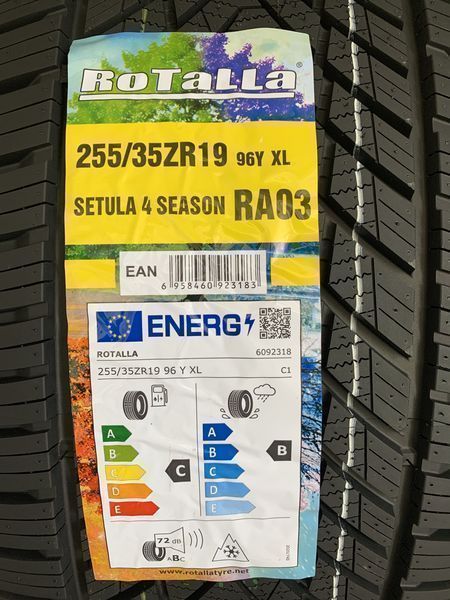 RoTalla®
255/35ZR19 96Y XL
SETULA 4 SEASON RA03
EAN
6 958460 923183
ENERG
ROTALLA 6092318
255/35ZR19 96 Y XL C1
A A
B B B
C C C
D D
E E
72 dB
ABC
www.rotallatyre.net